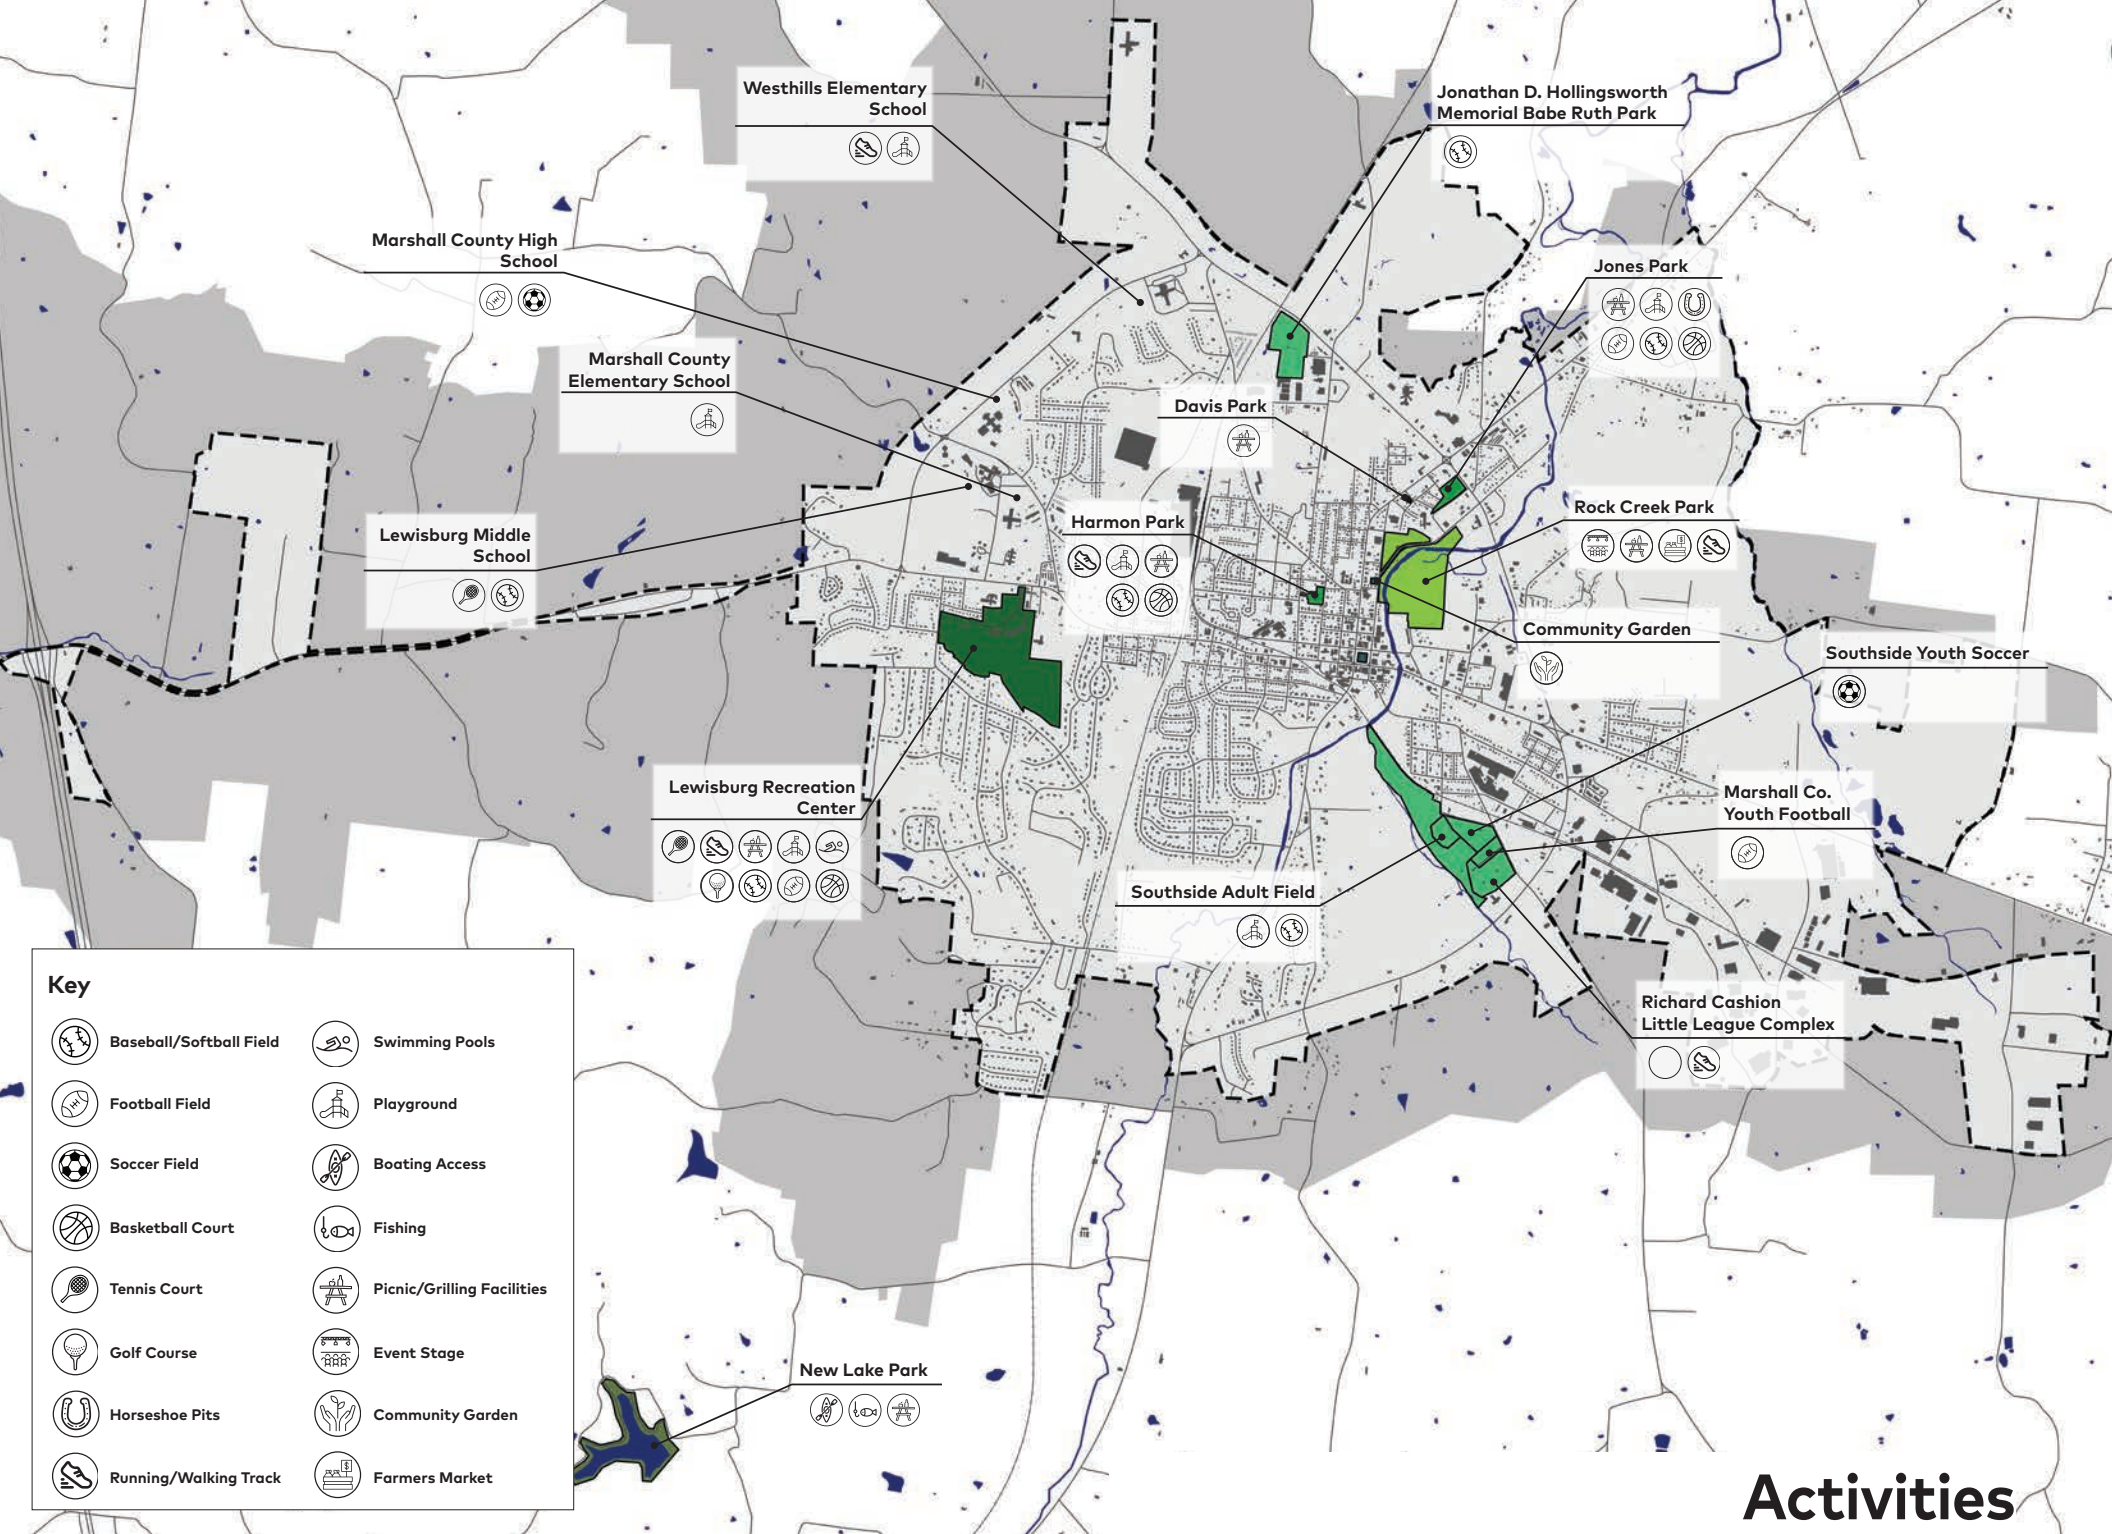 Westhills Elementary
School
Jonathan D. Hollingsworth
Memorial Babe Ruth Park
Marshall County High
School
Jones Park
Marshall County
Elementary School
Davis Park
Lewisburg Middle
School
Harmon Park
Rock Creek Park
Community Garden
Southside Youth Soccer
Lewisburg Recreation
Center
Marshall Co.
Youth Football
Southside Adult Field
Richard Cashion
Little League Complex
New Lake Park
Key
Baseball/Softball Field
Football Field
Soccer Field
Basketball Court
Tennis Court
Golf Course
Horseshoe Pits
Running/Walking Track
Swimming Pools
Playground
Boating Access
Fishing
Picnic/Grilling Facilities
Event Stage
Community Garden
Farmers Market
Activities